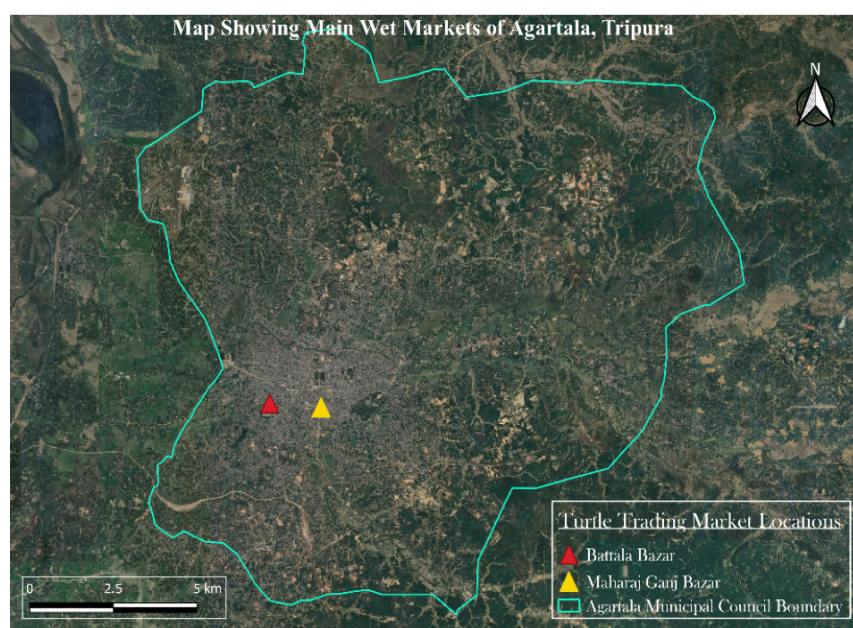 Map Showing Main Wet Markets of Agartala, Tripura
N
Turtle Trading Market Locations
Battala Bazar
Maharaj Ganj Bazar
Agartala Municipal Council Boundary
0 2.5 5 km